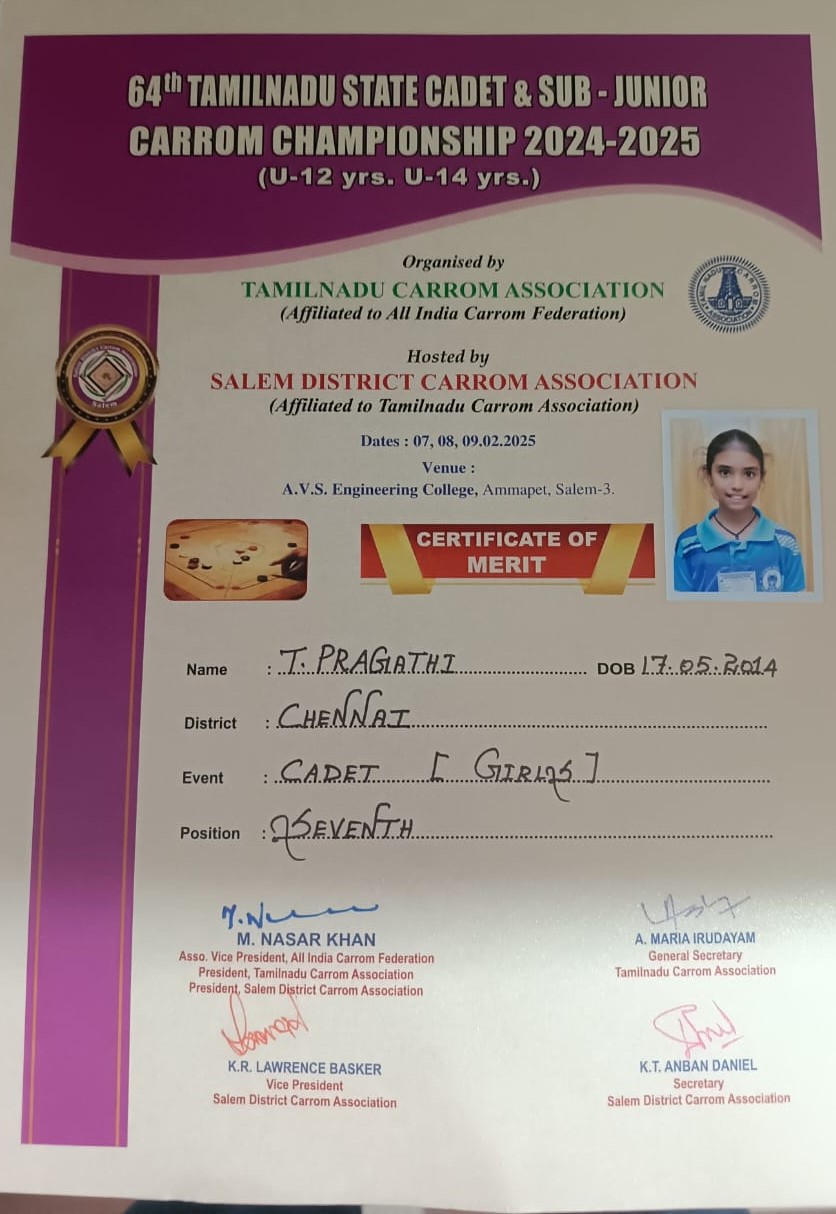 64th TAMILNADU STATE CADET & SUB - JUNIOR
CARROM CHAMPIONSHIP 2024-2025
(U-12 yrs. U-14 yrs.)
Organised by
TAMILNADU CARROM ASSOCIATION
(Affiliated to All India Carrom Federation)
TAMIL NADU CARROM ASSOCIATION
Hosted by
SALEM DISTRICT CARROM ASSOCIATION
(Affiliated to Tamilnadu Carrom Association)
Salem
Dates : 07, 08, 09.02.2025
Venue :
A.V.S. Engineering College, Ammapet, Salem-3.
CERTIFICATE OF
MERIT
Name : T. PRAGATHI DOB 17.05.2014
District : CHENNAI
Event : CADET [ GIRLS ]
Position : SEVENTH
M. NASAR KHAN
Asso. Vice President, All India Carrom Federation
President, Tamilnadu Carrom Association
President, Salem District Carrom Association
A. MARIA IRUDAYAM
General Secretary
Tamilnadu Carrom Association
K.R. LAWRENCE BASKER
Vice President
Salem District Carrom Association
K.T. ANBAN DANIEL
Secretary
Salem District Carrom Association